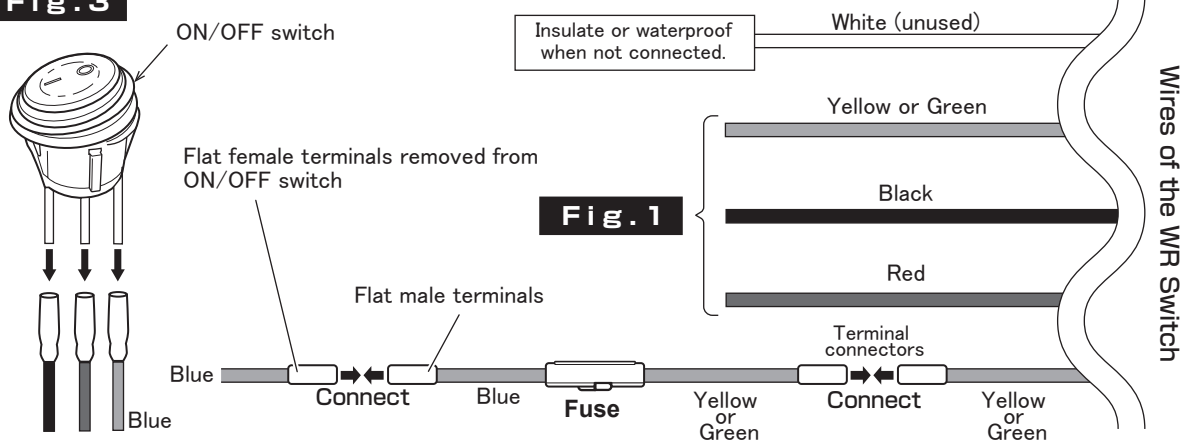 Fig.3
ON/OFF switch
Insulate or waterproof
when not connected.
White (unused)
Yellow or Green
Flat female terminals removed from
ON/OFF switch
Fig.1
Black
Red
Flat male terminals
Terminal
connectors
Blue
Connect
Blue
Fuse
Yellow
or
Green
Connect
Yellow
or
Green
Blue
Wires of the WR Switch